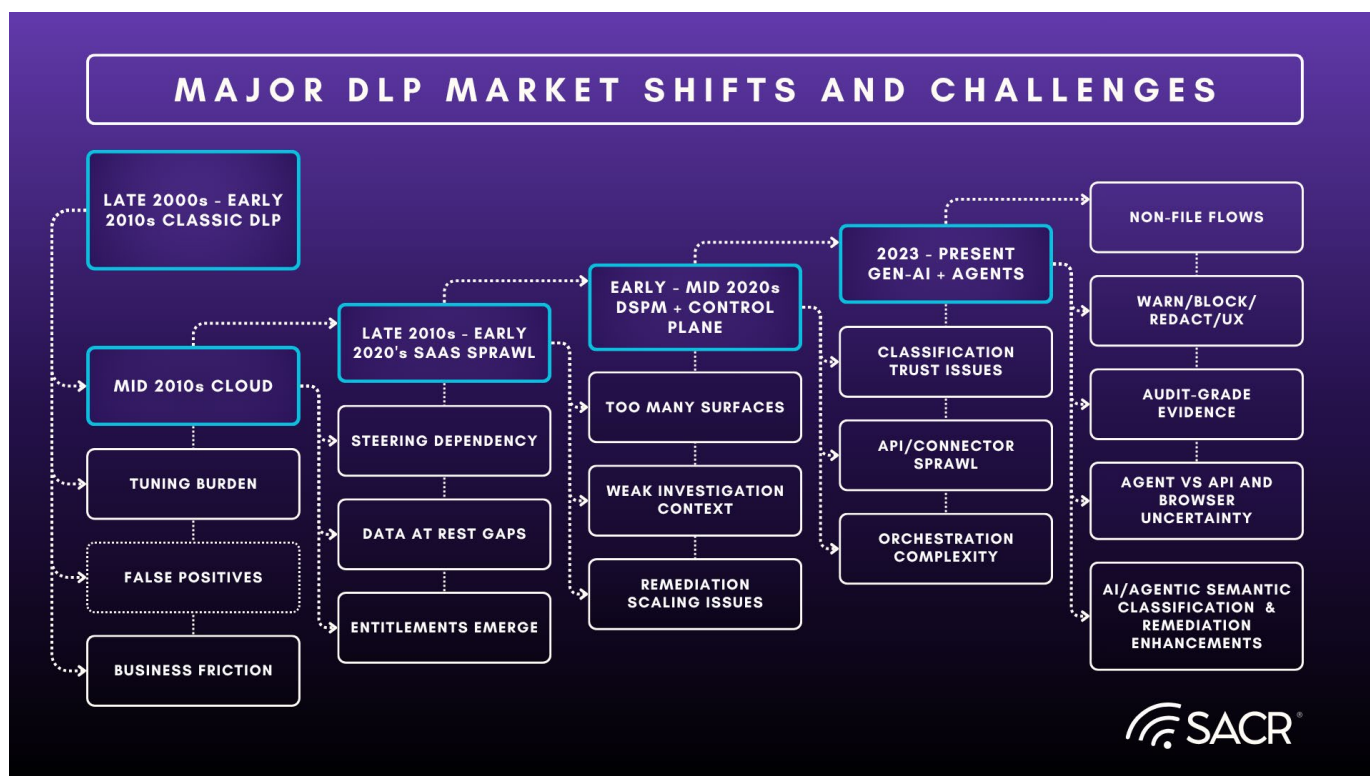 MAJOR DLP MARKET SHIFTS AND CHALLENGES
LATE 2000s - EARLY
2010s CLASSIC DLP
MID 2010s CLOUD
TUNING BURDEN
FALSE POSITIVES
BUSINESS FRICTION
LATE 2010s - EARLY
2020's SAAS SPRAWL
STEERING DEPENDENCY
DATA AT REST GAPS
ENTITLEMENTS EMERGE
EARLY - MID 2020s
DSPM + CONTROL
PLANE
TOO MANY SURFACES
WEAK INVESTIGATION
CONTEXT
REMEDIATION
SCALING ISSUES
2023 - PRESENT
GEN-AI + AGENTS
CLASSIFICATION
TRUST ISSUES
API/CONNECTOR
SPRAWL
ORCHESTRATION
COMPLEXITY
NON-FILE FLOWS
WARN/BLOCK/
REDACT/UX
AUDIT-GRADE
EVIDENCE
AGENT VS API AND
BROWSER
UNCERTAINTY
AI/AGENTIC SEMANTIC
CLASSIFICATION &
REMEDIATION
ENHANCEMENTS
SACR®